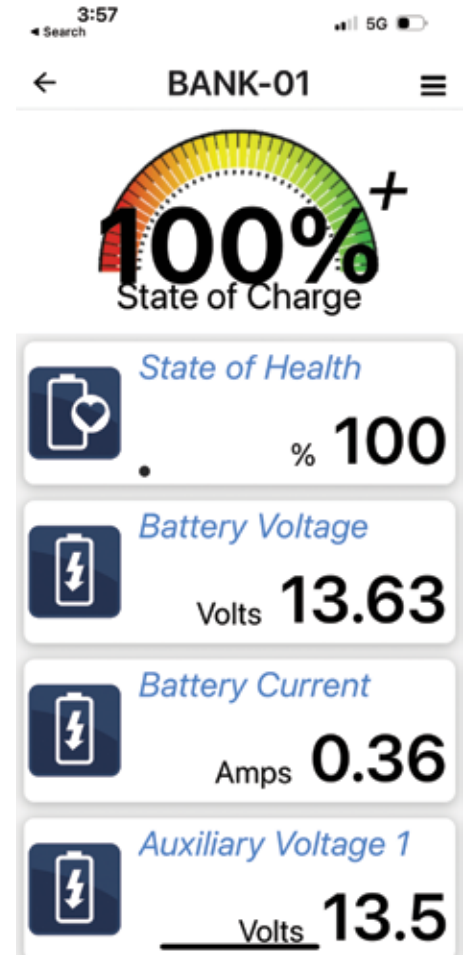 3:57
◀ Search
5G
BANK-01
100%+
State of Charge
State of Health
% 100
Battery Voltage
Volts 13.63
Battery Current
Amps 0.36
Auxiliary Voltage 1
Volts 13.5